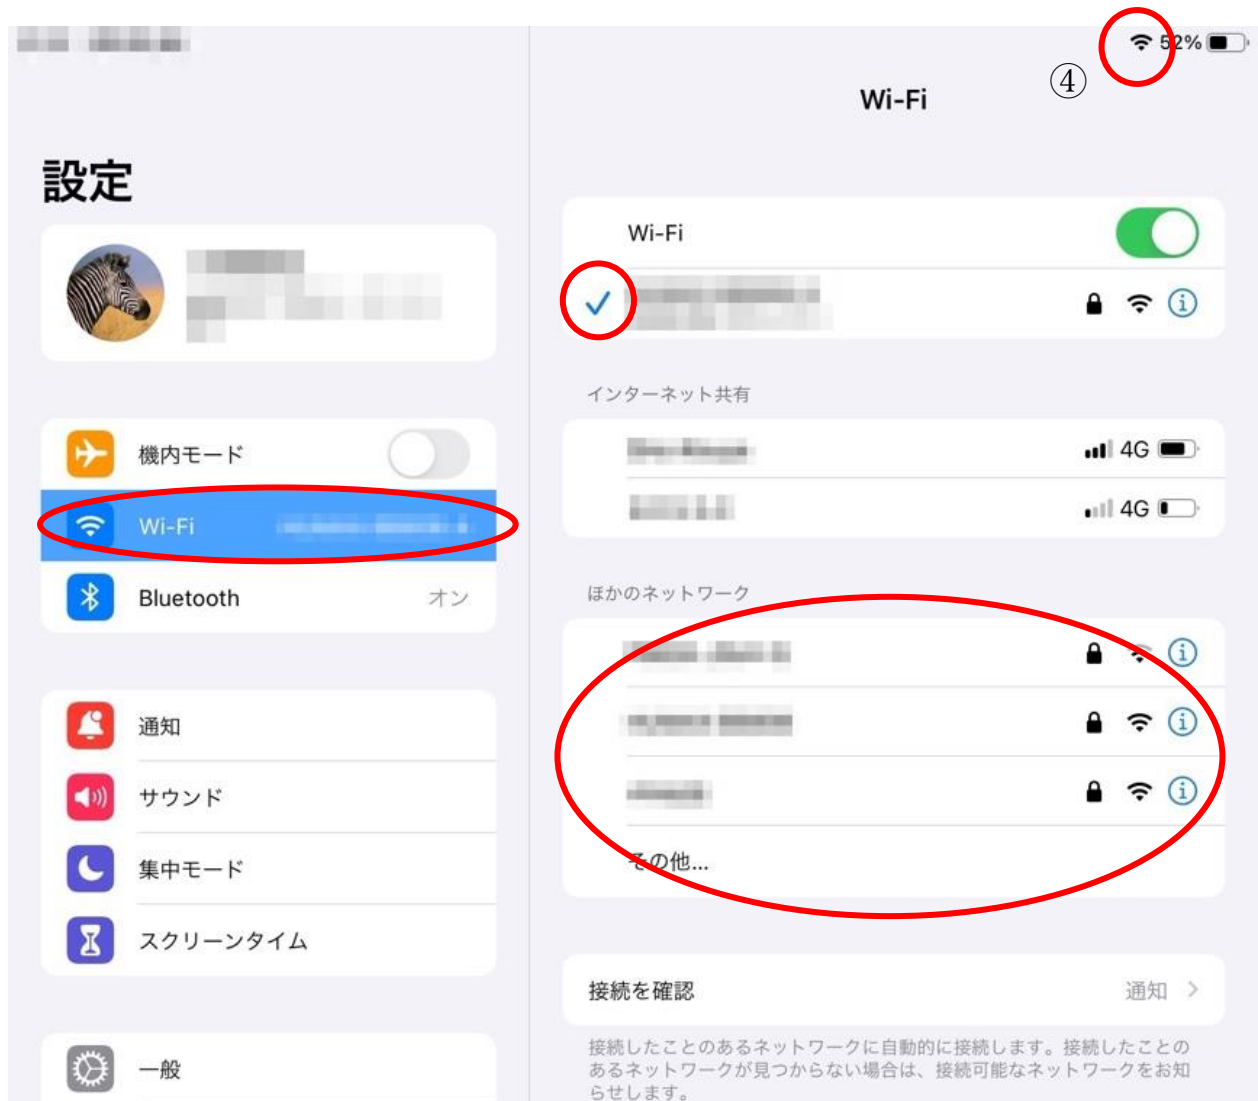 52%
④
Wi-Fi
設定
Wi-Fi
機内モード
Wi-Fi
Bluetooth オン
通知
サウンド
集中モード
スクリーンタイム
一般
インターネット共有
4G
4G
ほかのネットワーク
その他...
接続を確認 通知
接続したことのあるネットワークに自動的に接続します。接続したことの
あるネットワークが見つからない場合は、接続可能なネットワークをお知
らせします。